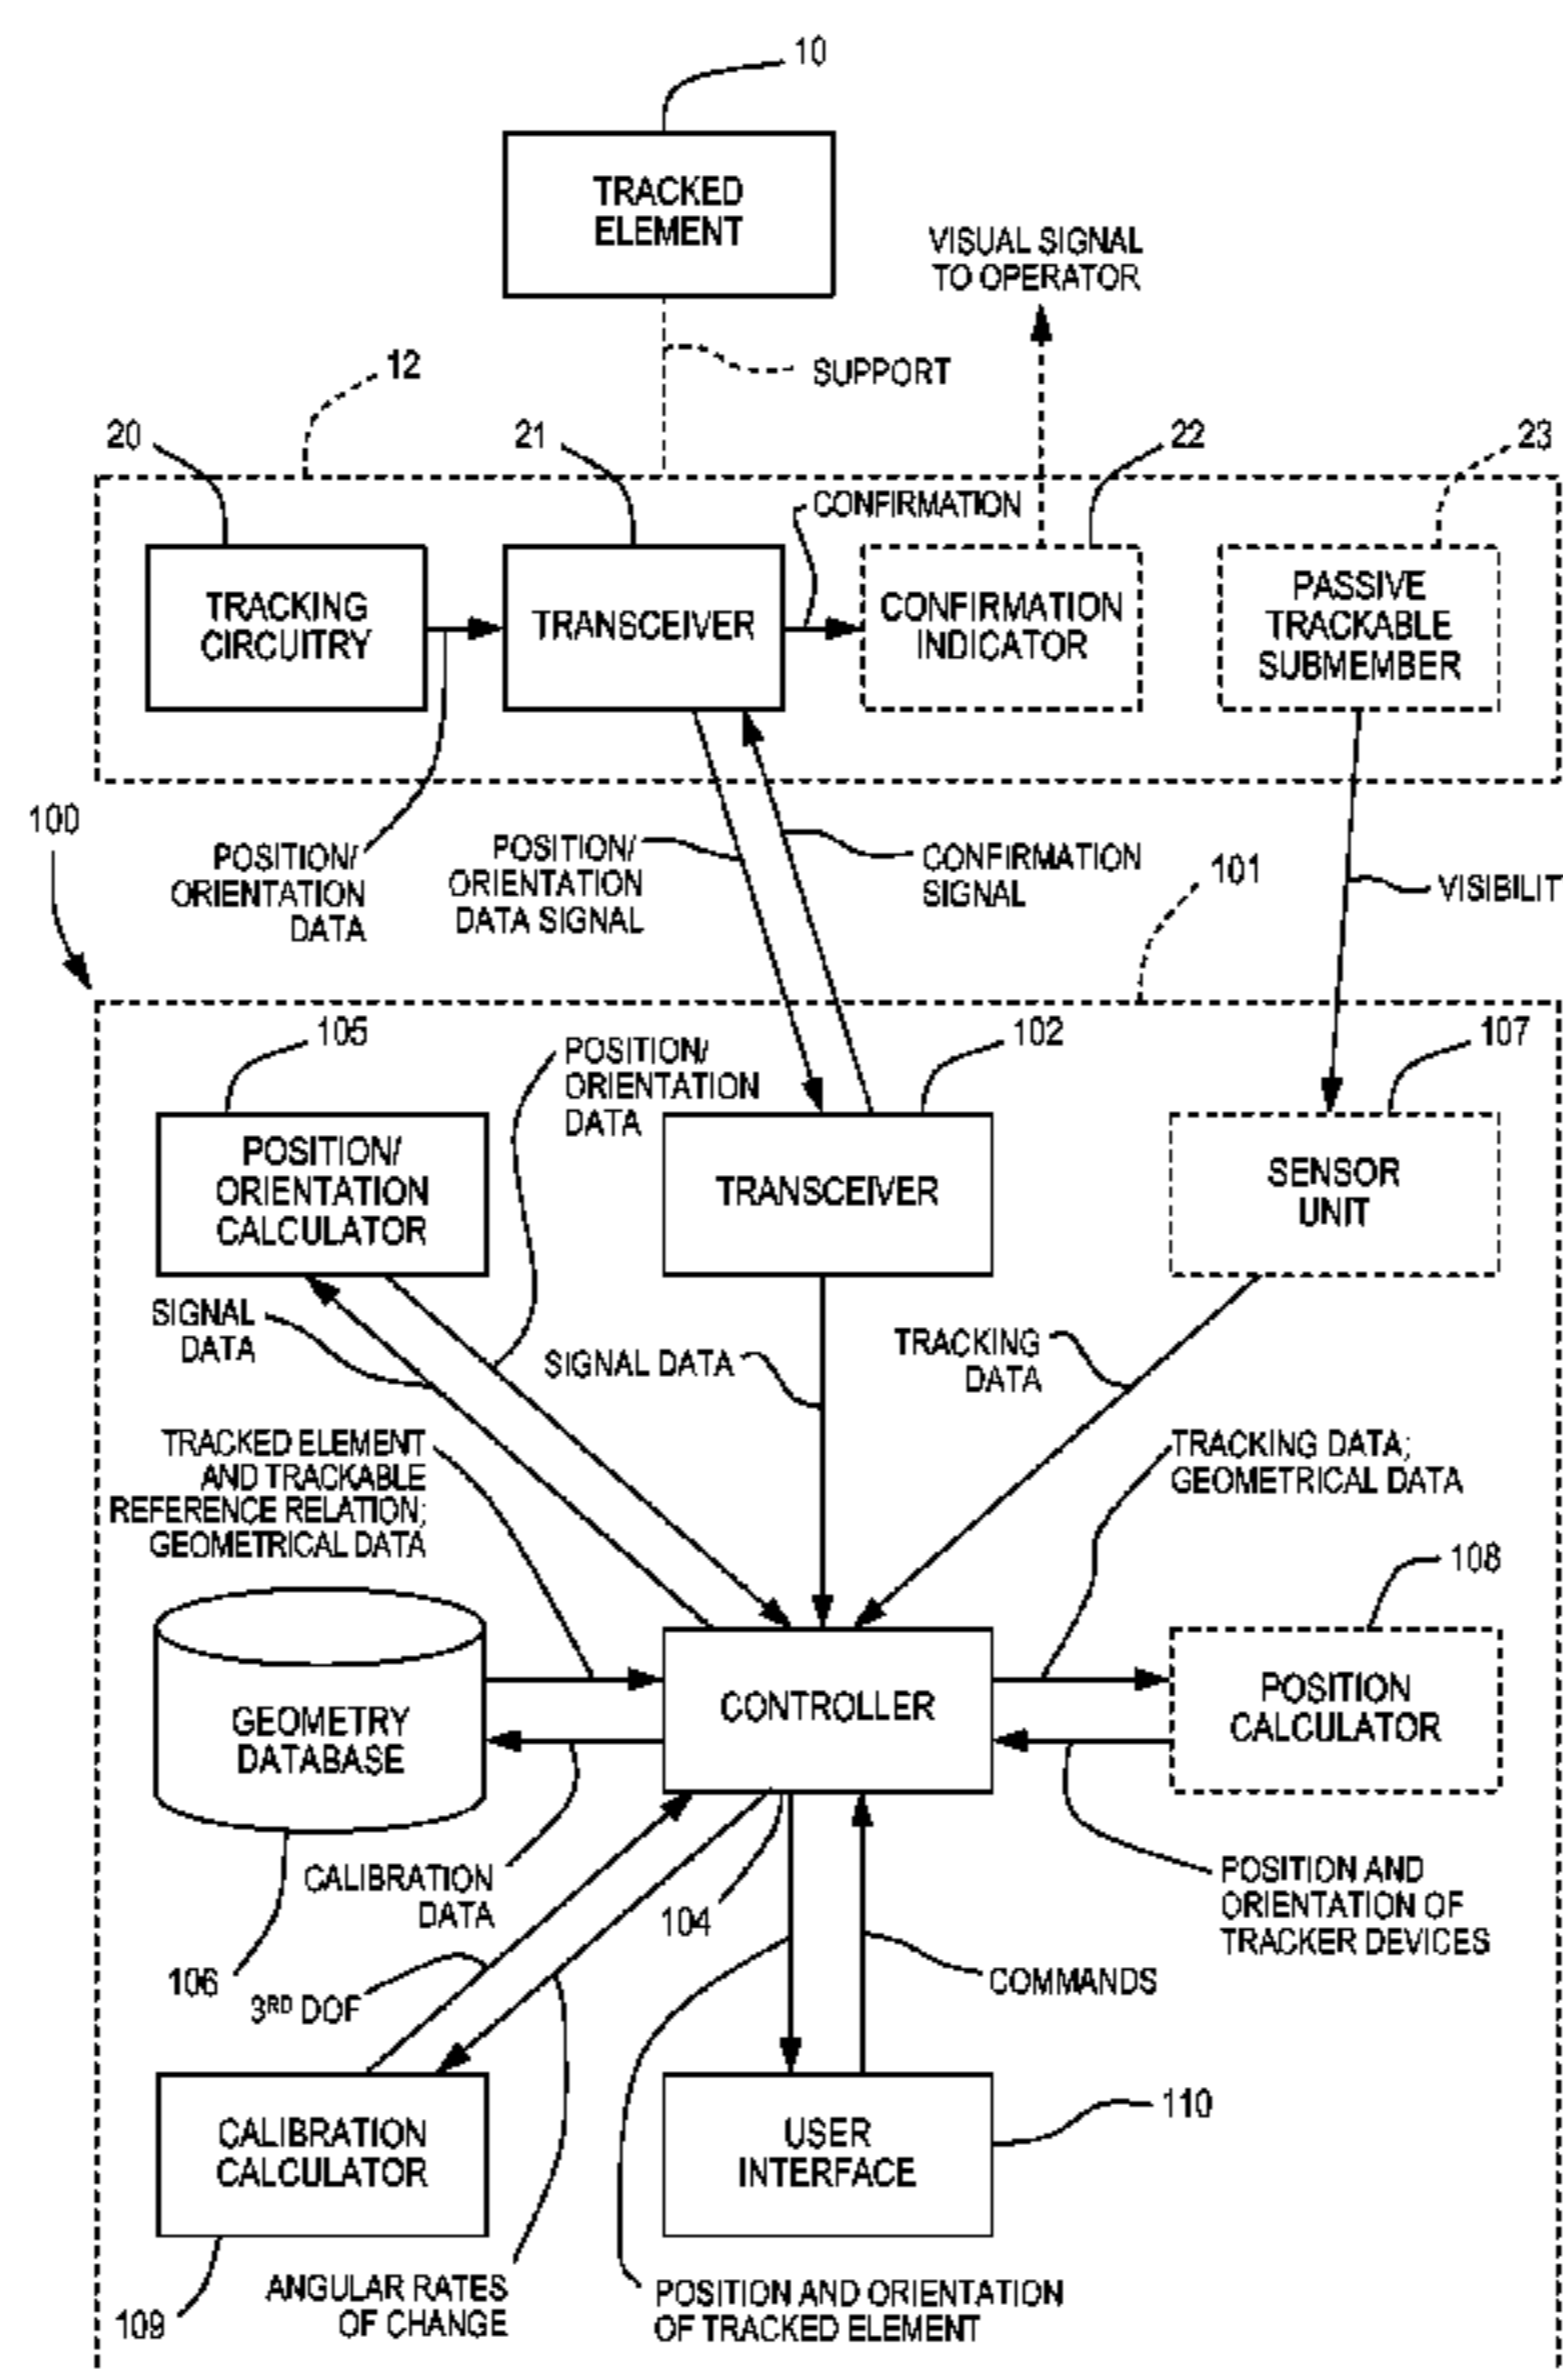 10
TRACKED
ELEMENT
VISUAL SIGNAL
TO OPERATOR
12
SUPPORT
20
21
22
23
CONFIRMATION
TRACKING
CIRCUITRY
TRANSCEIVER
CONFIRMATION
INDICATOR
PASSIVE
TRACKABLE
SUBMEMBER
100
POSITION/
ORIENTATION
DATA
POSITION/
ORIENTATION
DATA SIGNAL
CONFIRMATION
SIGNAL
101
VISIBILIT
105
POSITION/
ORIENTATION
DATA
102
107
POSITION/
ORIENTATION
CALCULATOR
TRANSCEIVER
SENSOR
UNIT
SIGNAL
DATA
SIGNAL DATA
TRACKING
DATA
TRACKED ELEMENT
AND TRACKABLE
REFERENCE RELATION;
GEOMETRICAL DATA
TRACKING DATA;
GEOMETRICAL DATA
108
GEOMETRY
DATABASE
CONTROLLER
POSITION
CALCULATOR
CALIBRATION
DATA
104
POSITION AND
ORIENTATION OF
TRACKER DEVICES
106
3RD DOF
COMMANDS
CALIBRATION
CALCULATOR
USER
INTERFACE
110
109
ANGULAR RATES
OF CHANGE
POSITION AND ORIENTATION
OF TRACKED ELEMENT